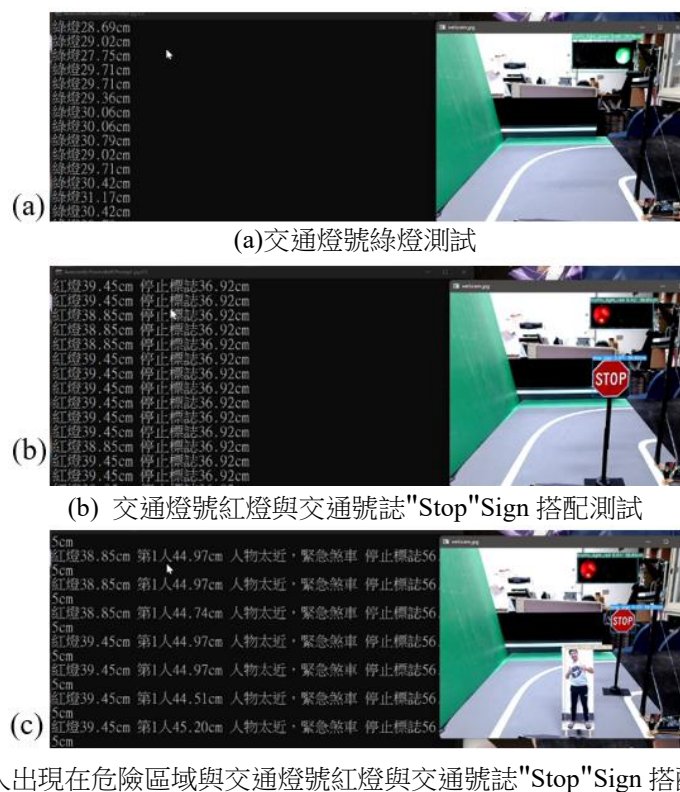 綠燈28.69cm
綠燈29.02cm
綠燈27.75cm
綠燈29.71cm
綠燈29.71cm
綠燈29.36cm
綠燈30.06cm
綠燈30.06cm
綠燈30.79cm
綠燈29.02cm
綠燈29.71cm
綠燈30.42cm
綠燈31.17cm
綠燈30.42cm
webcam.jpg
(a)
(a)交通燈號綠燈測試
紅燈39.45cm 停止標誌36.92cm
紅燈39.45cm 停止標誌36.92cm
紅燈38.85cm 停止標誌36.92cm
紅燈38.85cm 停止標誌36.92cm
紅燈38.85cm 停止標誌36.92cm
紅燈39.45cm 停止標誌36.92cm
紅燈39.45cm 停止標誌36.92cm
紅燈39.45cm 停止標誌36.92cm
紅燈39.45cm 停止標誌36.92cm
紅燈39.45cm 停止標誌36.92cm
紅燈39.45cm 停止標誌36.92cm
紅燈38.85cm 停止標誌36.92cm
紅燈39.45cm 停止標誌36.92cm
紅燈39.45cm 停止標誌36.92cm
webcam.jpg
STOP
(b)
(b) 交通燈號紅燈與交通號誌"Stop"Sign 搭配測試
5cm
紅燈38.85cm 第1人44.97cm 人物太近，緊急煞車 停止標誌56.
5cm
紅燈38.85cm 第1人44.97cm 人物太近，緊急煞車 停止標誌56.
5cm
紅燈38.85cm 第1人44.74cm 人物太近，緊急煞車 停止標誌56.
5cm
紅燈39.45cm 第1人44.97cm 人物太近，緊急煞車 停止標誌56.
5cm
紅燈39.45cm 第1人44.97cm 人物太近，緊急煞車 停止標誌56.
5cm
紅燈39.45cm 第1人44.51cm 人物太近，緊急煞車 停止標誌56.
5cm
紅燈39.45cm 第1人45.20cm 人物太近，緊急煞車 停止標誌56.
5cm
webcam.jpg
STOP
(c)
人出現在危險區域與交通燈號紅燈與交通號誌"Stop"Sign 搭配